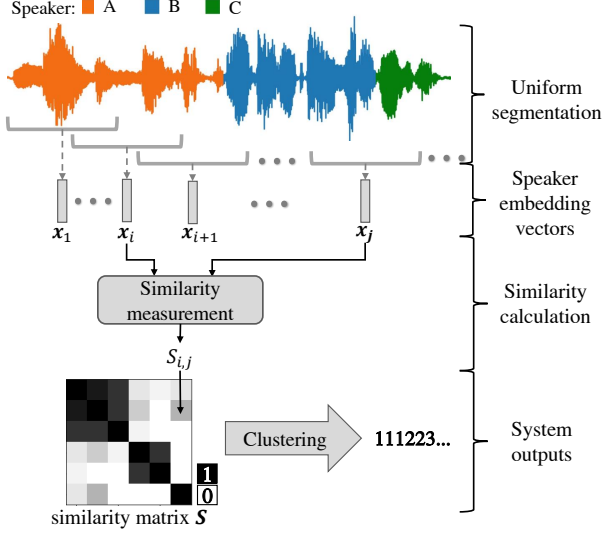 Speaker: A B C
Uniform
segmentation
x₁ xᵢ xᵢ₊₁ xⱼ
Speaker
embedding
vectors
Similarity
measurement
Similarity
calculation
Sᵢ,ⱼ
Clustering
111223...
System
outputs
1
0
similarity matrix S